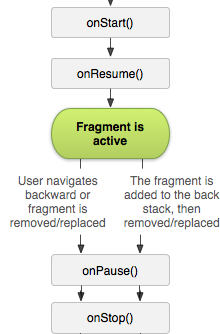 onStart()
onResume()
Fragment is
active
User navigates
backward or
fragment is
removed/replaced
The fragment is
added to the back
stack, then
removed/replaced
onPause()
onStop()